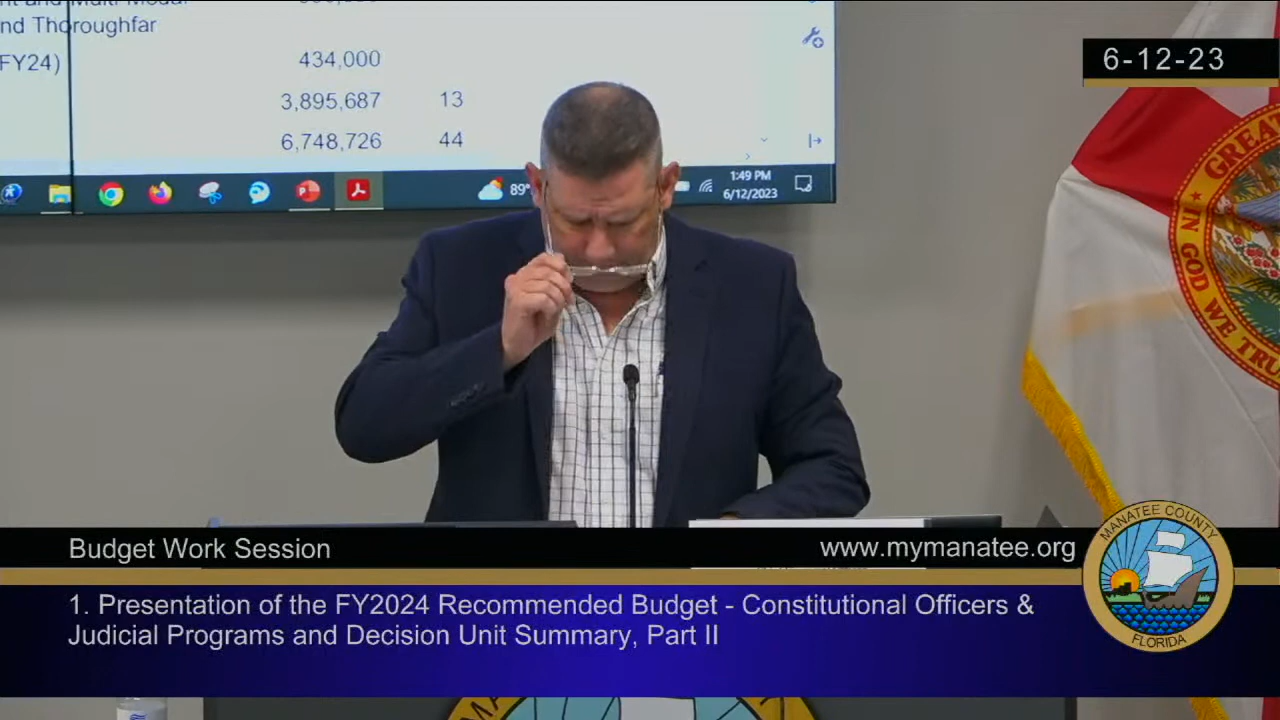 nd Thoroughfar
FY24)
434,000
3,895,687 13
6,748,726 44
89°
1:49 PM
6/12/2023
6-12-23
GREAT
IN GOD WE TRU
Budget Work Session
www.mymanatee.org
MANATEE COUNTY
FLORIDA
1. Presentation of the FY2024 Recommended Budget - Constitutional Officers &
Judicial Programs and Decision Unit Summary, Part II
MA